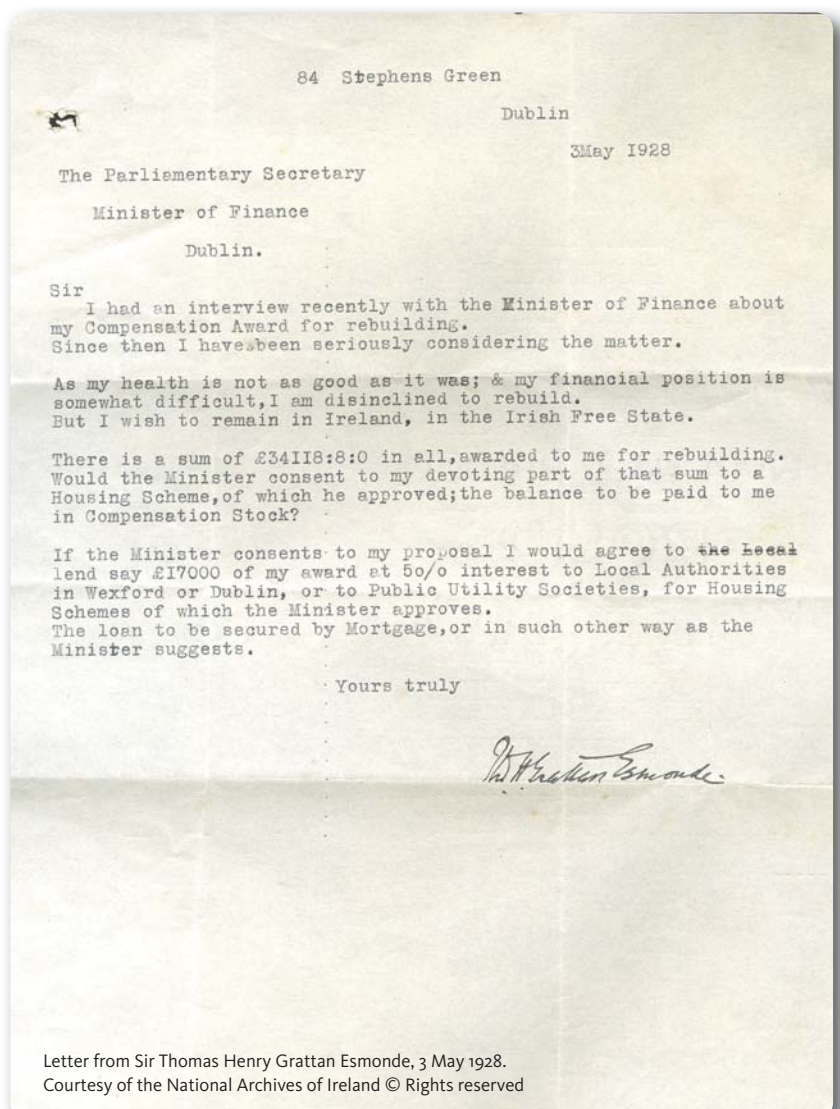 84 Stephens Green
Dublin
3May I928
The Parliamentary Secretary
Minister of Finance
Dublin.
Sir
I had an interview recently with the Minister of Finance about
my Compensation Award for rebuilding.
Since then I have been seriously considering the matter.
As my health is not as good as it was; & my financial position is
somewhat difficult,I am disinclined to rebuild.
But I wish to remain in Ireland, in the Irish Free State.
There is a sum of £34II8:8:0 in all,awarded to me for rebuilding.
Would the Minister consent to my devoting part of that sum to a
Housing Scheme,of which he approved;the balance to be paid to me
in Compensation Stock?
If the Minister consents to my proposal I would agree to the Local
lend say £I7000 of my award at 5o/o interest to Local Authorities
in Wexford or Dublin, or to Public Utility Societies, for Housing
Schemes of which the Minister approves.
The loan to be secured by Mortgage,or in such other way as the
Minister suggests.
Yours truly
Th H Grattan Esmonde.
Letter from Sir Thomas Henry Grattan Esmonde, 3 May 1928.
Courtesy of the National Archives of Ireland © Rights reserved